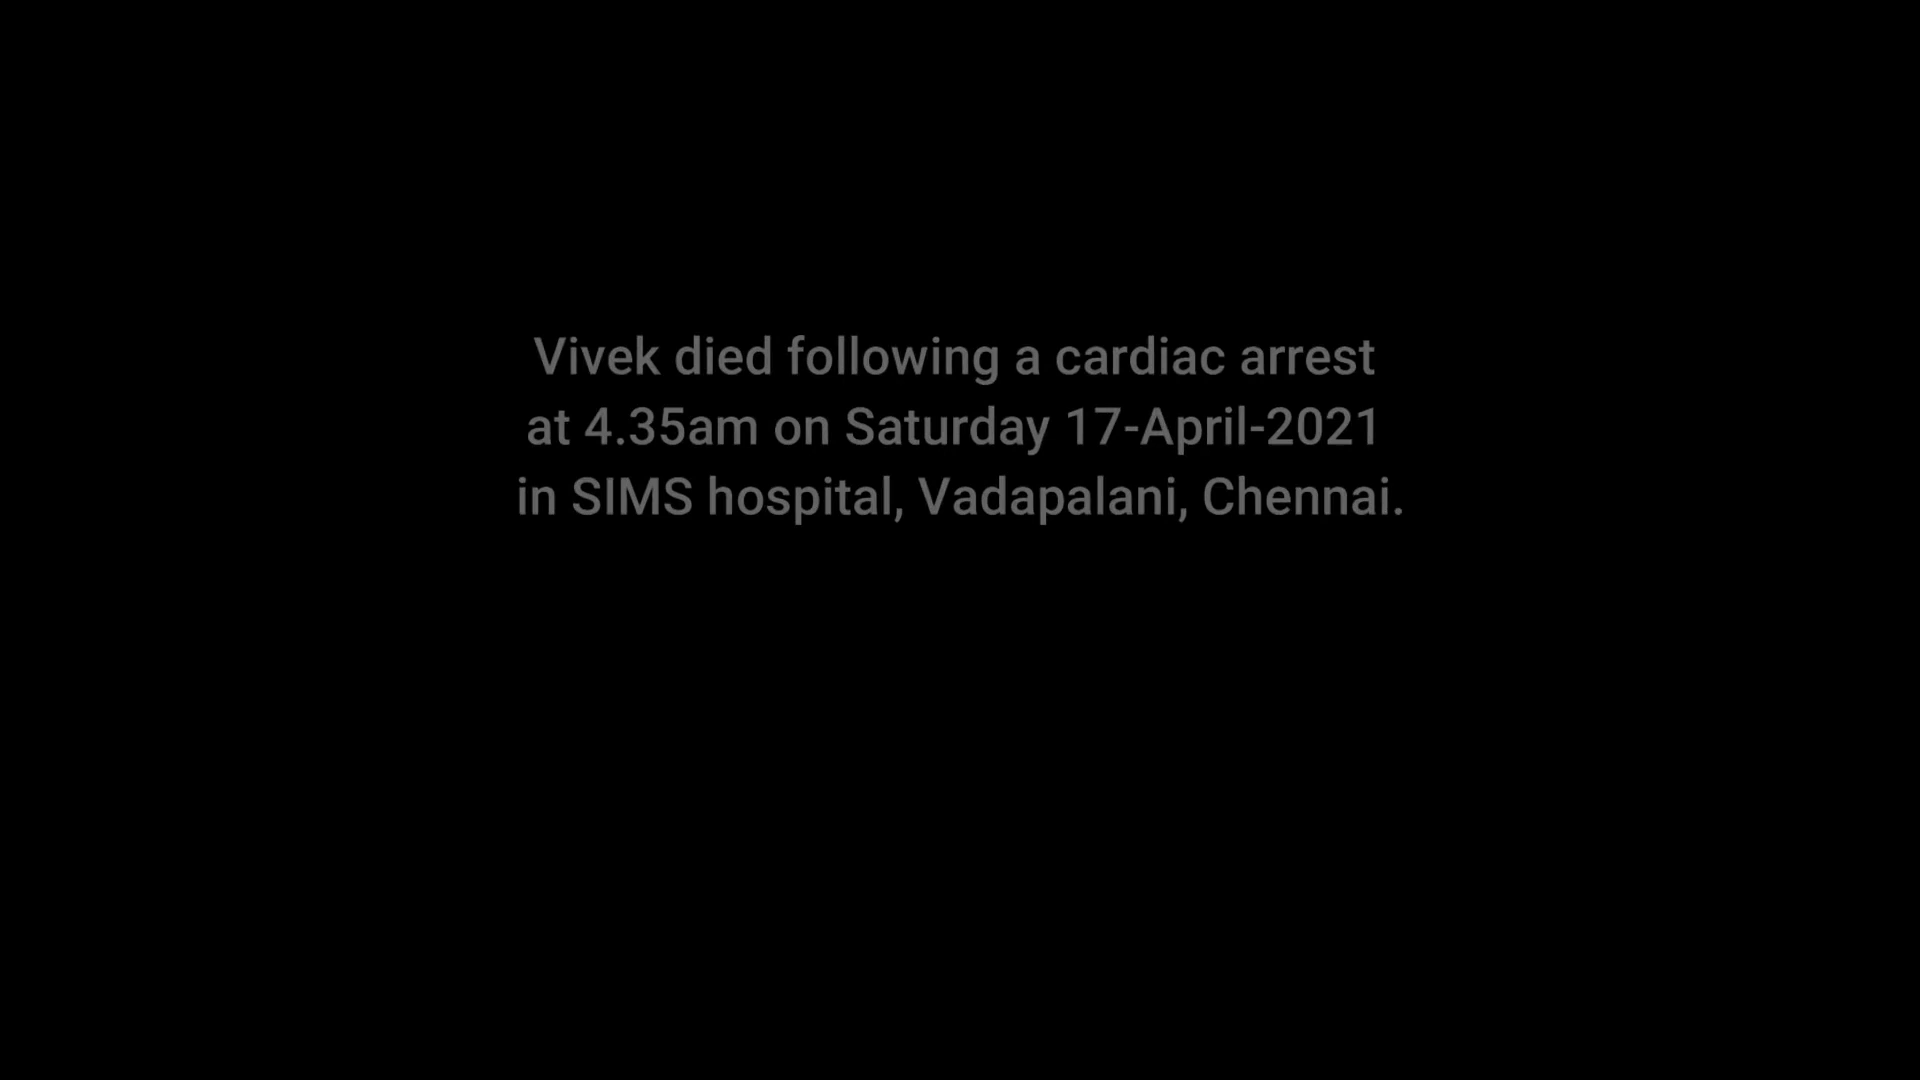 Vivek died following a cardiac arrest
at 4.35am on Saturday 17-April-2021
in SIMS hospital, Vadapalani, Chennai.